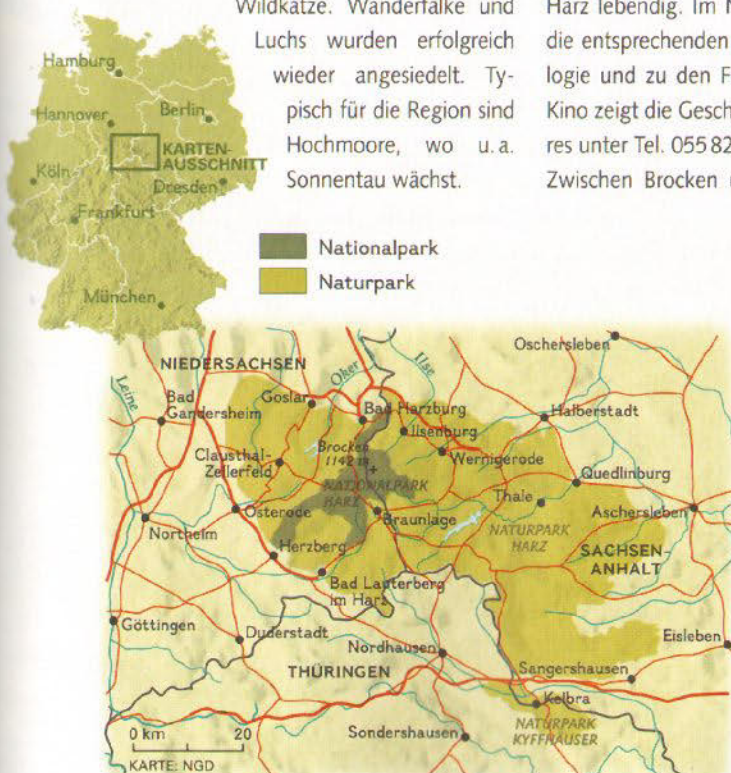 Wildkatze. Wanderfalke und
Luchs wurden erfolgreich
wieder angesiedelt. Ty-
pisch für die Region sind
Hochmoore, wo u. a.
Sonnentau wächst.
Harz lebendig. Im
die entsprechenden
logie und zu den
Kino zeigt die
res unter Tel. 055 82
Zwischen Brocken
Hamburg
Hannover
Berlin
KARTEN-
AUSSCHNITT
Köln
Dresden
Frankfurt
München
Nationalpark
Naturpark
NIEDERSACHSEN
Oker
Ilse
Oschersleben
Leine
Bad
Gandersheim
Goslar
Bad Harzburg
Ilsenburg
Halberstadt
Clausthal-
Zellerfeld
Brocken
1142 m
Wernigerode
NATIONALPARK
HARZ
Thale
Quedlinburg
Aschersleben
Osterode
Braunlage
NATURPARK
HARZ
Northeim
Herzberg
SACHSEN-
ANHALT
Bad Lauterberg
im Harz
Göttingen
Duderstadt
Nordhausen
Eisleben
THÜRINGEN
Sangershausen
Kelbra
NATURPARK
KYFFHÄUSER
Sondershausen
0 km 20
KARTE: NGD